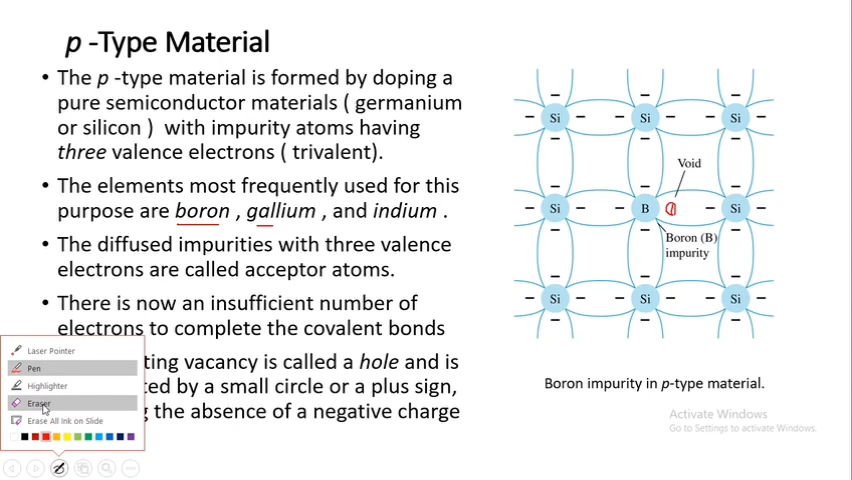 p -Type Material
• The p -type material is formed by doping a
pure semiconductor materials ( germanium
or silicon ) with impurity atoms having
three valence electrons ( trivalent).
• The elements most frequently used for this
purpose are boron , gallium , and indium .
• The diffused impurities with three valence
electrons are called acceptor atoms.
• There is now an insufficient number of
electrons to complete the covalent bonds
ting vacancy is called a hole and is
ted by a small circle or a plus sign,
the absence of a negative charge
Laser Pointer
Pen
Highlighter
Eraser
Erase All Ink on Slide
Si Si Si
Void
Si B Si
Boron (B)
impurity
Si Si Si
Boron impurity in p-type material.
Activate Windows
Go to Settings to activate Windows.